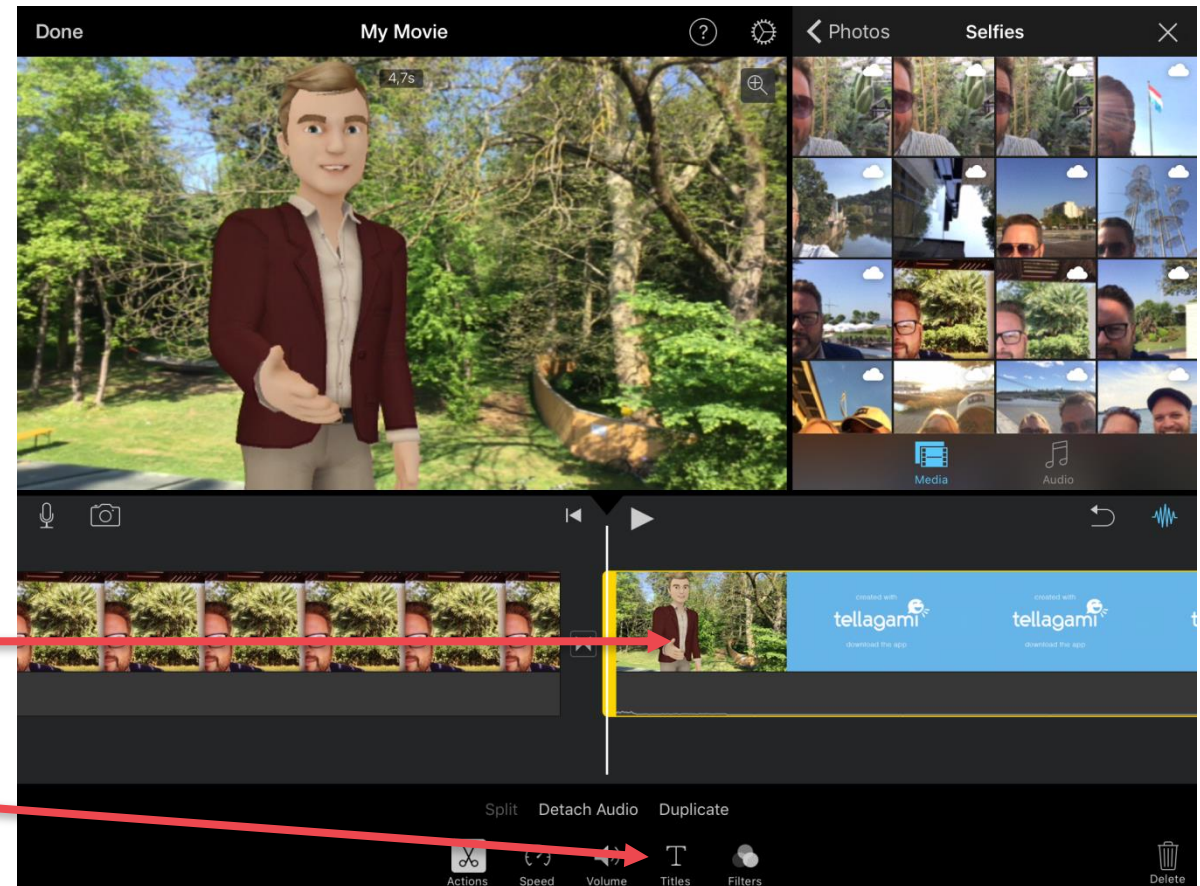 Done My Movie ? Photos Selfies
4,7s
Media Audio
created with created with
tellagami tellagami t
download the app download the app
Split Detach Audio Duplicate
Actions Speed Volume T Titles Filters Delete